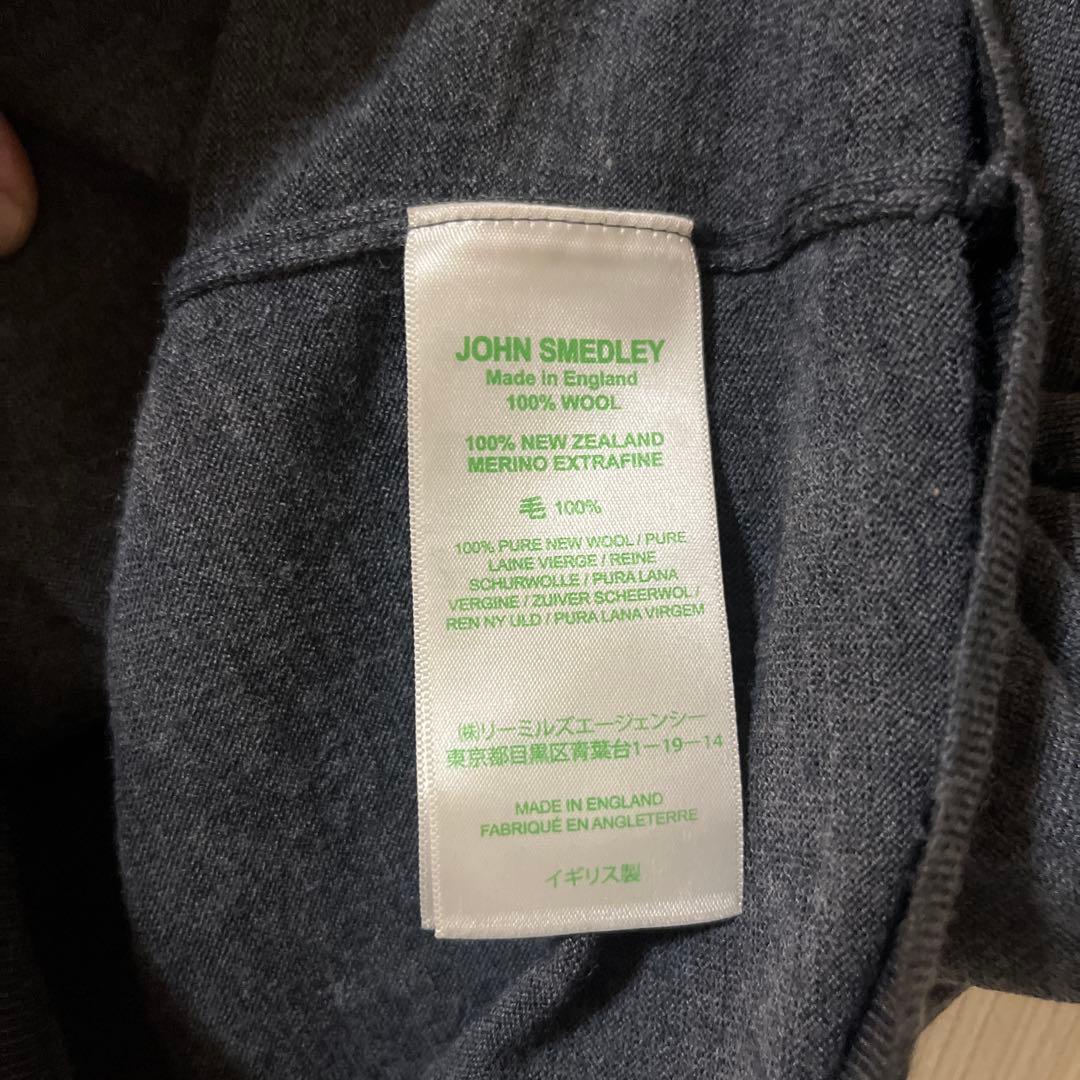 JOHN SMEDLEY
Made in England
100% WOOL
100% NEW ZEALAND
MERINO EXTRAFINE
毛 100%
100% PURE NEW WOOL / PURE
LAINE VIERGE / REINE
SCHURWOLLE / PURA LANA
VERGINE / ZUIVER SCHEERWOL /
REN NY ULD / PURA LANA VIRGEM
㈱リーミルズエージェンシー
東京都目黒区青葉台1-19-14
MADE IN ENGLAND
FABRIQUÉ EN ANGLETERRE
イギリス製